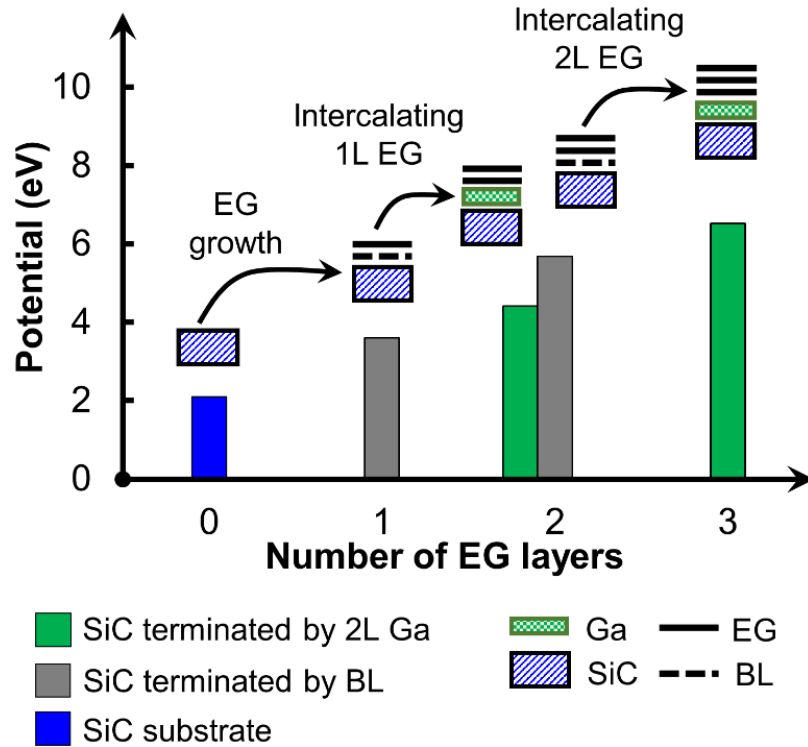 Intercalating
2L EG
Intercalating
1L EG
EG
growth
Potential (eV)
10
8
6
4
2
0
0 1 2 3
Number of EG layers
SiC terminated by 2L Ga
SiC terminated by BL
SiC substrate
Ga EG
SiC BL